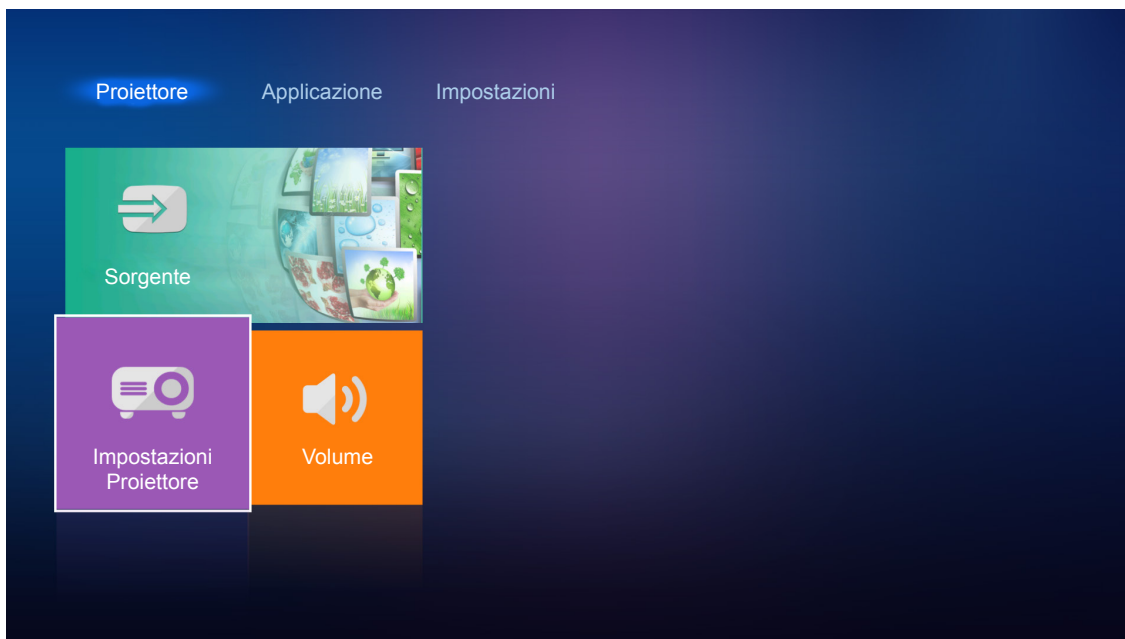 Proiettore Applicazione Impostazioni
Sorgente
Impostazioni
Proiettore
Volume